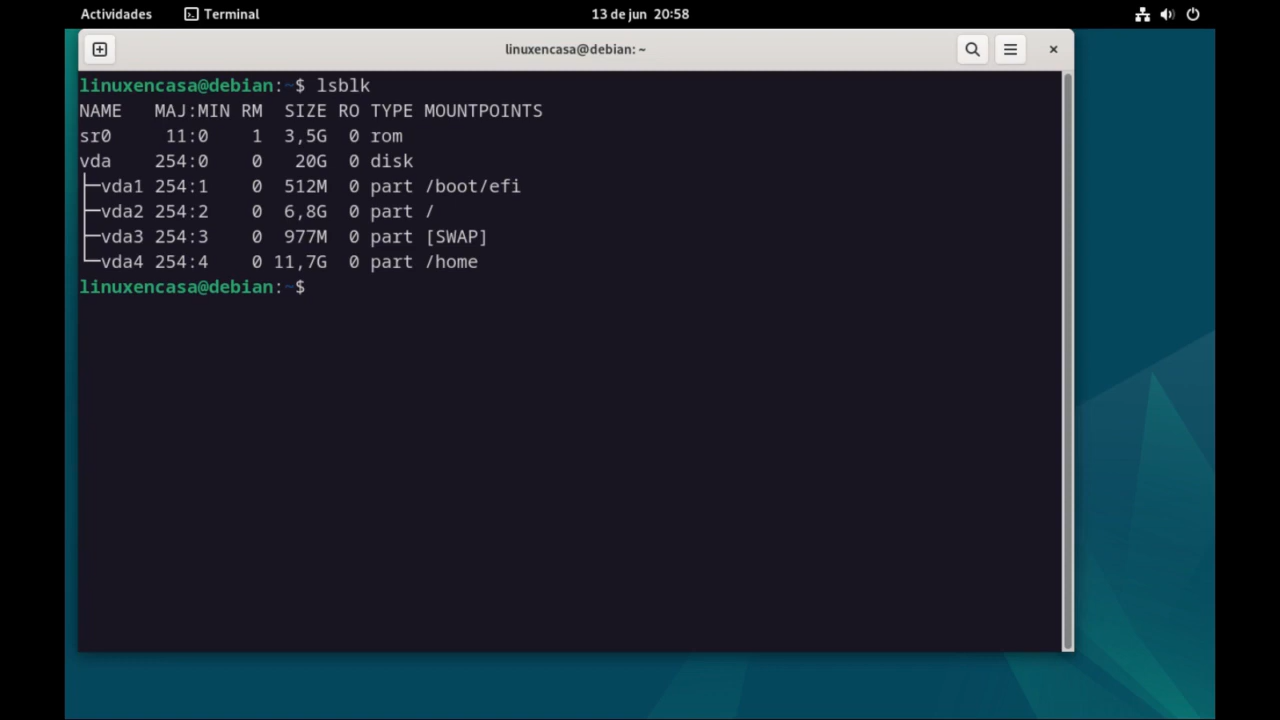 Actividades Terminal 13 de jun 20:58
linuxencasa@debian: ~
linuxencasa@debian:~$ lsblk
NAME   MAJ:MIN RM  SIZE RO TYPE MOUNTPOINTS
sr0     11:0    1  3,5G  0 rom
vda    254:0    0   20G  0 disk
├─vda1 254:1    0  512M  0 part /boot/efi
├─vda2 254:2    0  6,8G  0 part /
├─vda3 254:3    0  977M  0 part [SWAP]
└─vda4 254:4    0 11,7G  0 part /home
linuxencasa@debian:~$